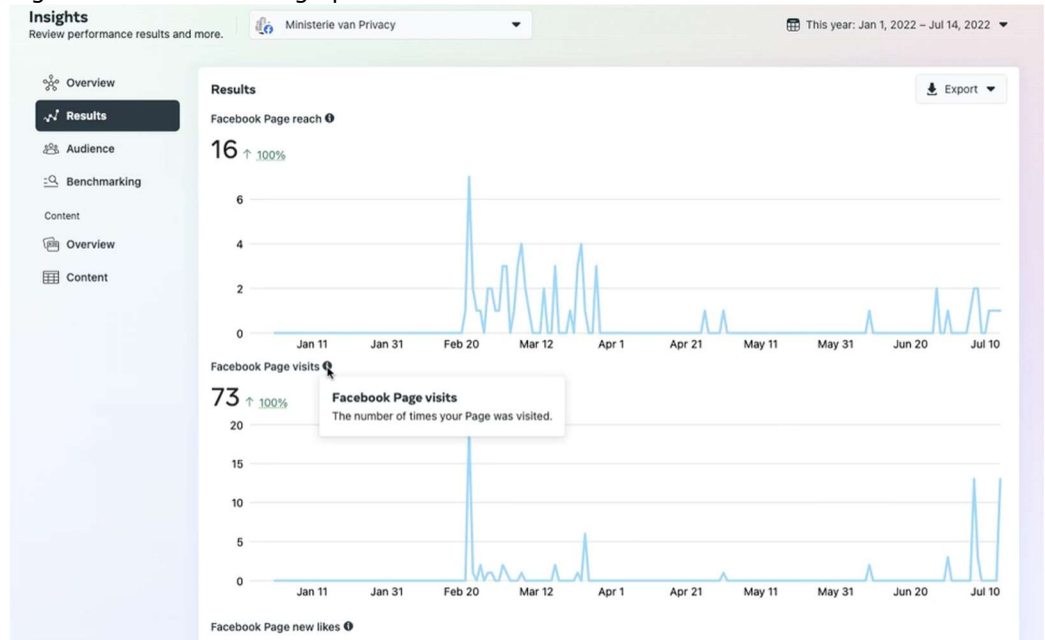 Insights
Review performance results and more.
Ministerie van Privacy
This year: Jan 1, 2022 – Jul 14, 2022
Overview
Results
Audience
Benchmarking
Content
Overview
Content
Results
Export
Facebook Page reach
16 ↑ 100%
6
4
2
0
Jan 11 Jan 31 Feb 20 Mar 12 Apr 1 Apr 21 May 11 May 31 Jun 20 Jul 10
Facebook Page visits
73 ↑ 100%
Facebook Page visits
The number of times your Page was visited.
20
15
10
5
0
Jan 11 Jan 31 Feb 20 Mar 12 Apr 1 Apr 21 May 11 May 31 Jun 20 Jul 10
Facebook Page new likes